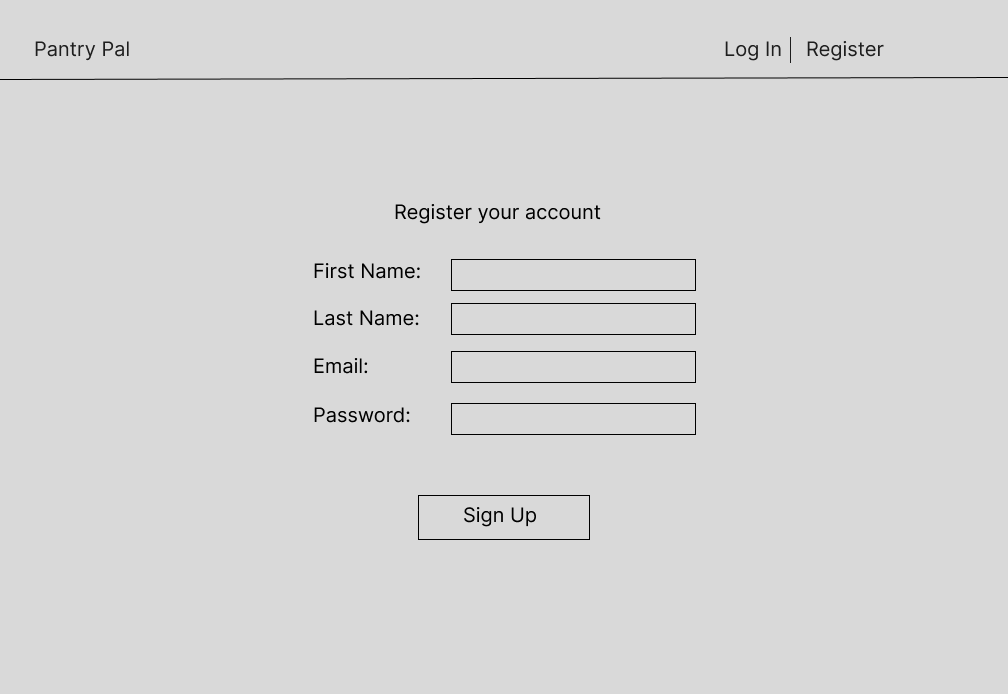 Pantry Pal
Log In | Register
Register your account
First Name:
Last Name:
Email:
Password:
Sign Up